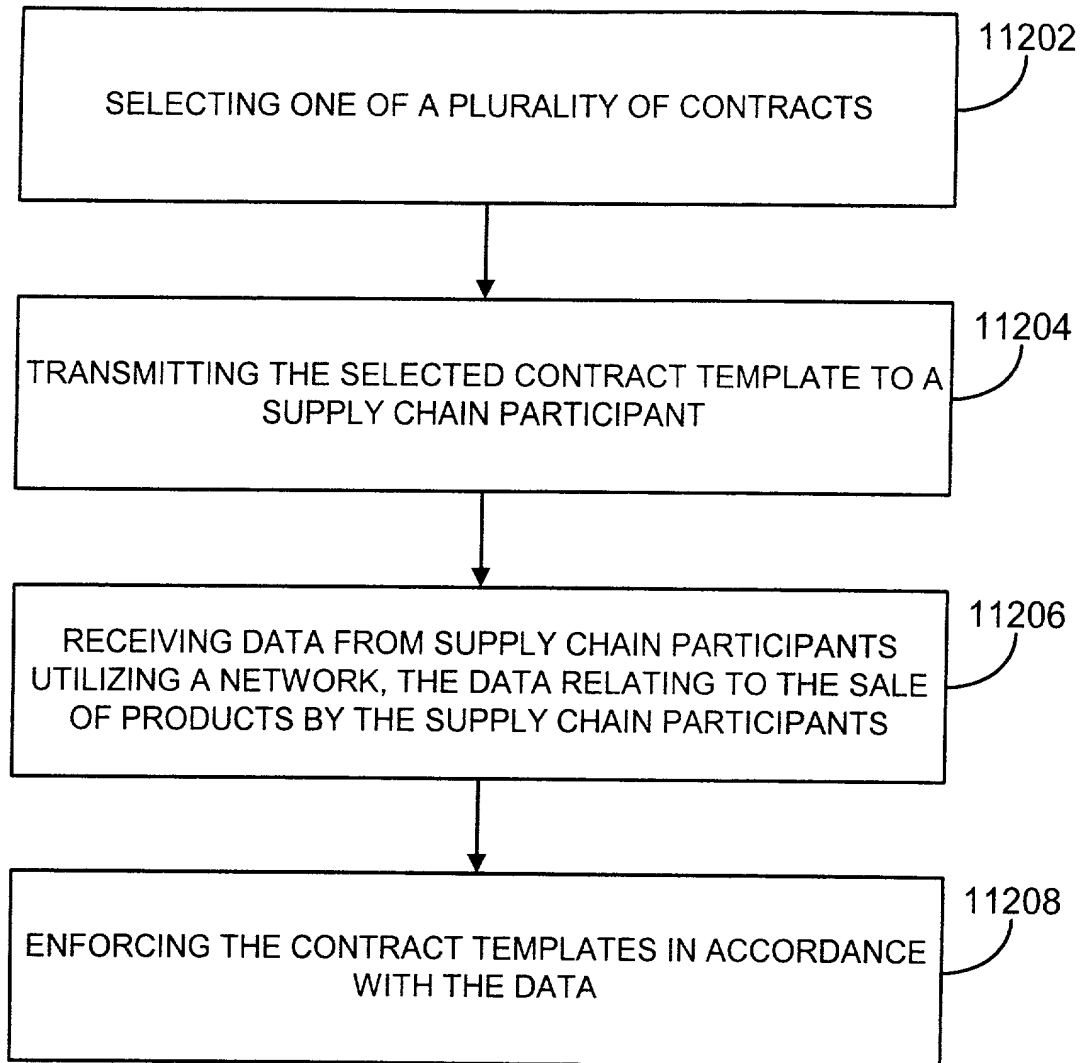 11202
SELECTING ONE OF A PLURALITY OF CONTRACTS
11204
TRANSMITTING THE SELECTED CONTRACT TEMPLATE TO A
SUPPLY CHAIN PARTICIPANT
11206
RECEIVING DATA FROM SUPPLY CHAIN PARTICIPANTS
UTILIZING A NETWORK, THE DATA RELATING TO THE SALE
OF PRODUCTS BY THE SUPPLY CHAIN PARTICIPANTS
11208
ENFORCING THE CONTRACT TEMPLATES IN ACCORDANCE
WITH THE DATA